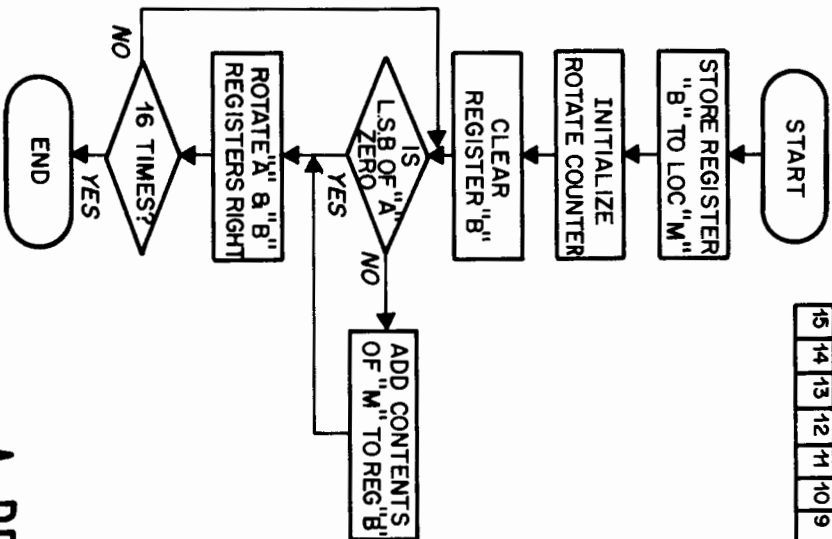 START
STORE REGISTER
"B" TO LOC "M"
INITIALIZE
ROTATE COUNTER
CLEAR
REGISTER "B"
IS
L.S.B OF "A"
ZERO
YES
NO
ADD CONTENTS
OF "M" TO REG "B"
ROTATE "A" & "B"
REGISTERS RIGHT
16 TIMES?
NO
YES
END
15 14 13 12 11 10 9